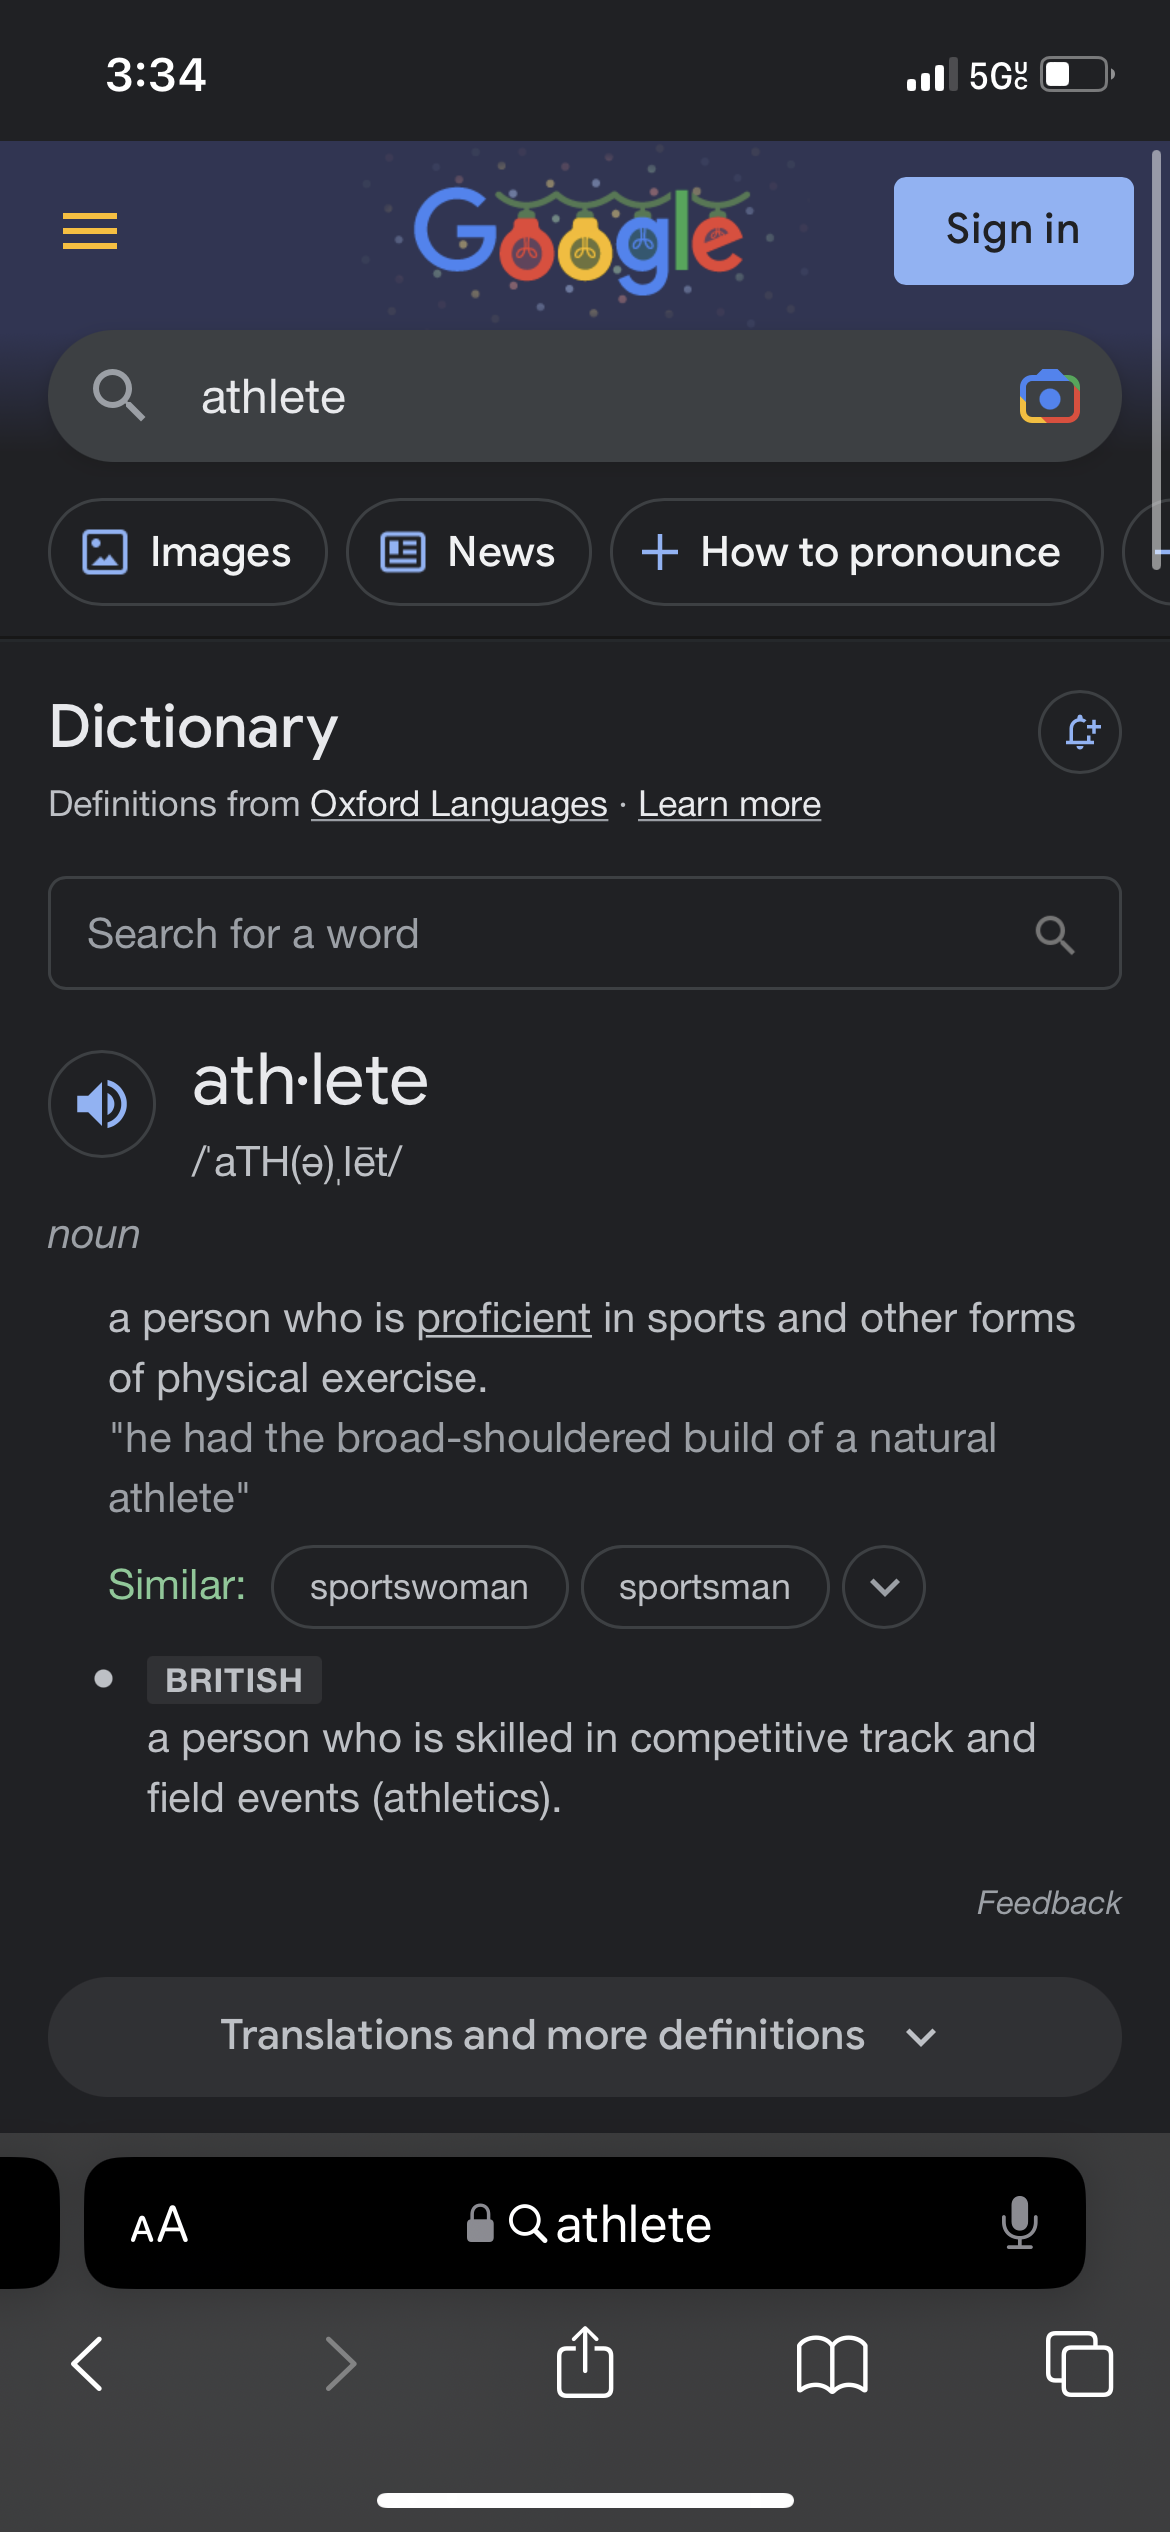 3:34
5G UC
Google
Sign in
athlete
Images
News
How to pronounce
Dictionary
Definitions from Oxford Languages · Learn more
Search for a word
ath·lete
/ˈaTH(ə)ˌlēt/
noun
a person who is proficient in sports and other forms
of physical exercise.
"he had the broad-shouldered build of a natural
athlete"
Similar: sportswoman sportsman
BRITISH
a person who is skilled in competitive track and
field events (athletics).
Feedback
Translations and more definitions
AA athlete